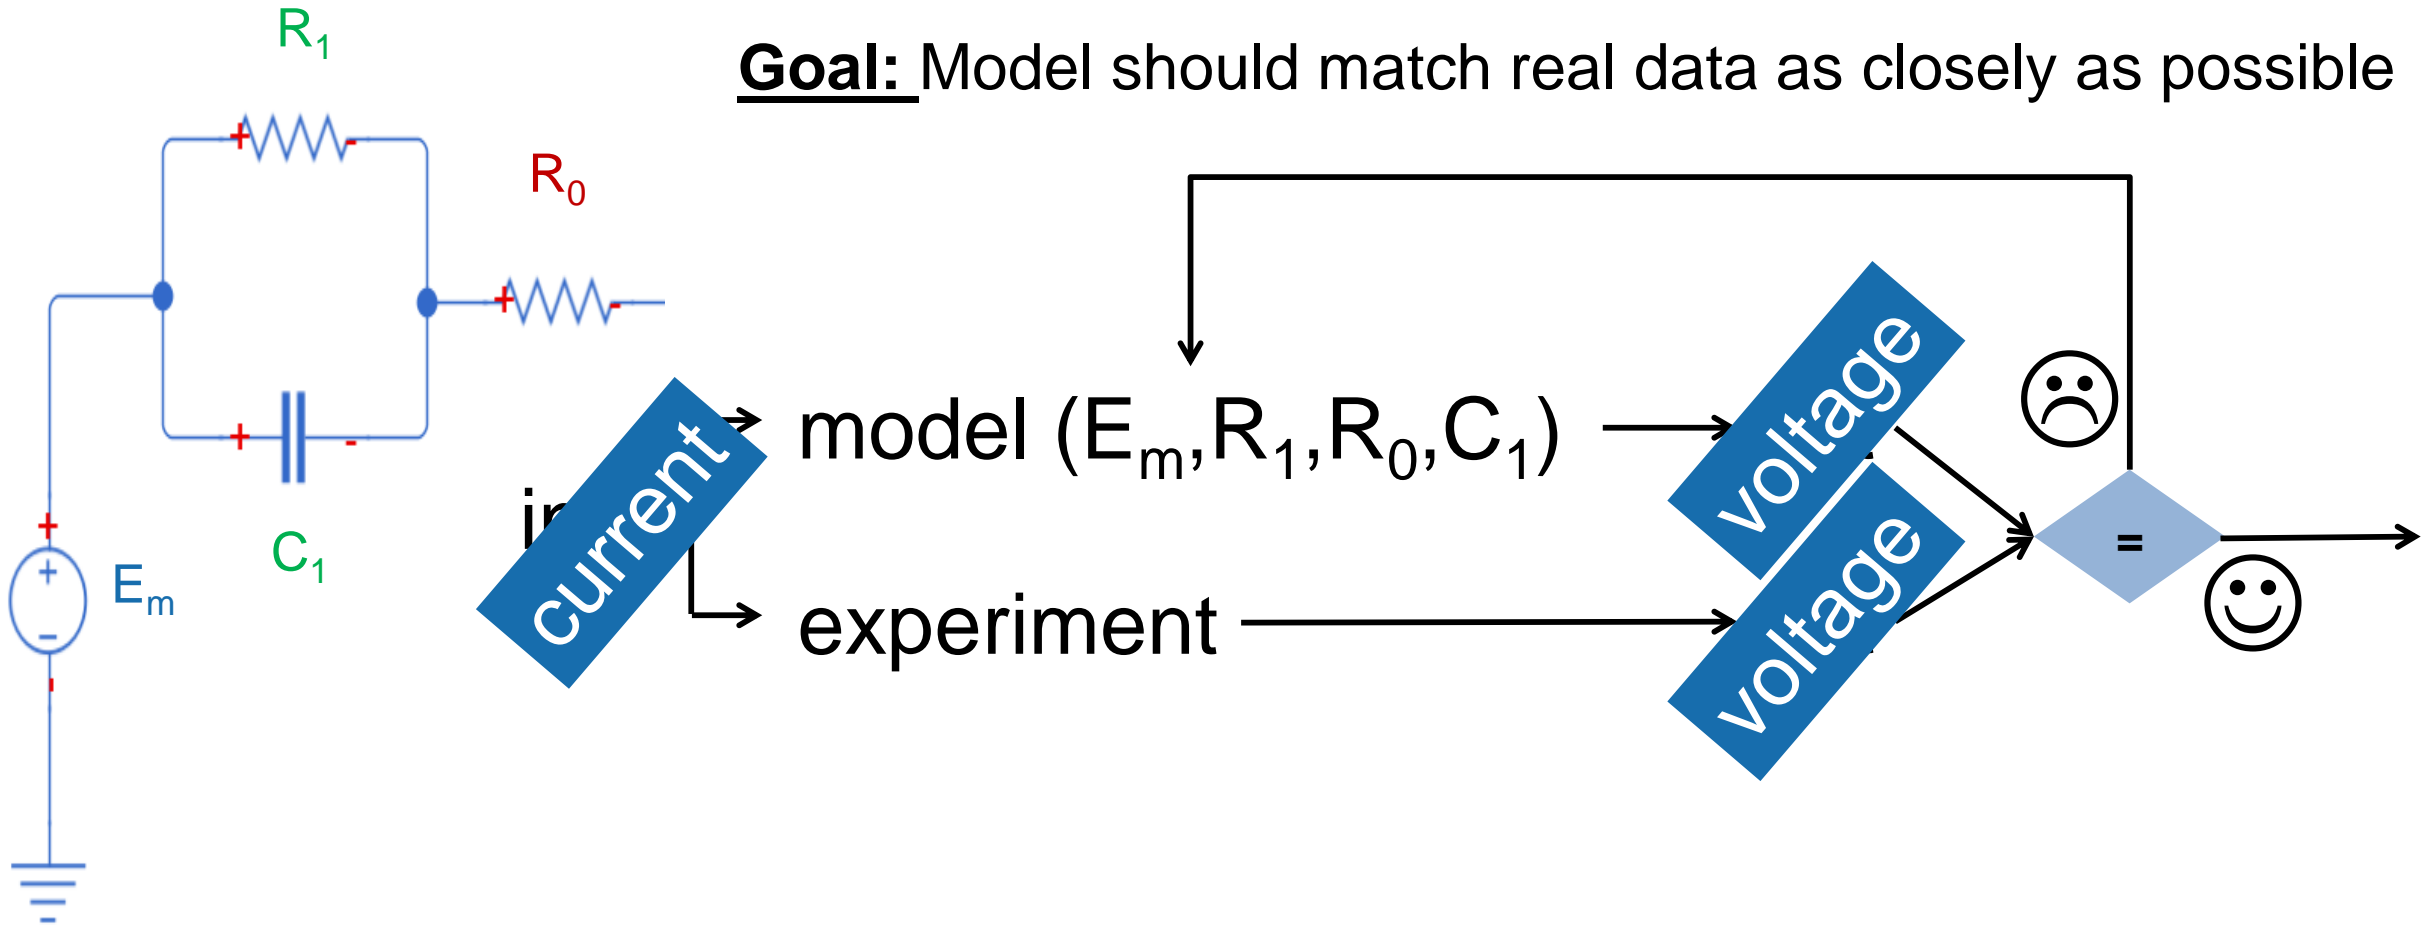 R₁
Goal: Model should match real data as closely as possible
R₀
model (Eₘ,R₁,R₀,C₁)
voltage
current
C₁
Eₘ
experiment
voltage
=